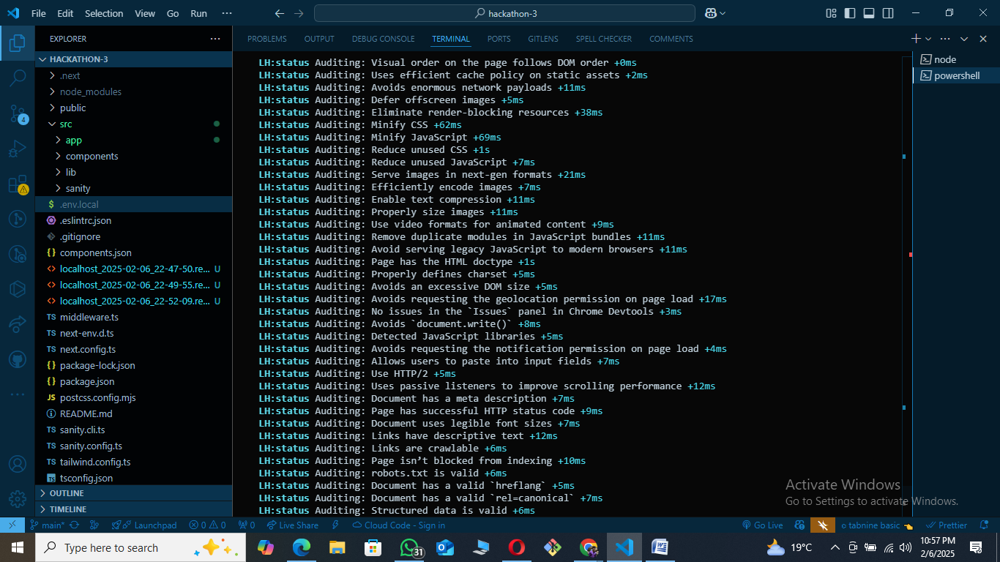 File Edit Selection View Go Run ··· hackathon-3
EXPLORER ···
HACKATHON-3
.next
node_modules
public
src
app
components
lib
sanity
$ .env.local
.eslintrc.json
.gitignore
{} components.json
<> localhost_2025-02-06_22-47-50.re... U
<> localhost_2025-02-06_22-49-55.re... U
<> localhost_2025-02-06_22-52-09.re... U
TS middleware.ts
TS next-env.d.ts
TS next.config.ts
{} package-lock.json
{} package.json
JS postcss.config.mjs
README.md
TS sanity.cli.ts
TS sanity.config.ts
TS tailwind.config.ts
TS tsconfig.json
OUTLINE
TIMELINE
4
PROBLEMS OUTPUT DEBUG CONSOLE TERMINAL PORTS GITLENS SPELL CHECKER COMMENTS
LH:status Auditing: Visual order on the page follows DOM order +0ms
LH:status Auditing: Uses efficient cache policy on static assets +2ms
LH:status Auditing: Avoids enormous network payloads +11ms
LH:status Auditing: Defer offscreen images +5ms
LH:status Auditing: Eliminate render-blocking resources +38ms
LH:status Auditing: Minify CSS +62ms
LH:status Auditing: Minify JavaScript +69ms
LH:status Auditing: Reduce unused CSS +1s
LH:status Auditing: Reduce unused JavaScript +7ms
LH:status Auditing: Serve images in next-gen formats +21ms
LH:status Auditing: Efficiently encode images +7ms
LH:status Auditing: Enable text compression +11ms
LH:status Auditing: Properly size images +11ms
LH:status Auditing: Use video formats for animated content +9ms
LH:status Auditing: Remove duplicate modules in JavaScript bundles +11ms
LH:status Auditing: Avoid serving legacy JavaScript to modern browsers +11ms
LH:status Auditing: Page has the HTML doctype +1s
LH:status Auditing: Properly defines charset +5ms
LH:status Auditing: Avoids an excessive DOM size +5ms
LH:status Auditing: Avoids requesting the geolocation permission on page load +17ms
LH:status Auditing: No issues in the `Issues` panel in Chrome Devtools +3ms
LH:status Auditing: Avoids `document.write()` +8ms
LH:status Auditing: Detected JavaScript libraries +5ms
LH:status Auditing: Avoids requesting the notification permission on page load +4ms
LH:status Auditing: Allows users to paste into input fields +7ms
LH:status Auditing: Use HTTP/2 +5ms
LH:status Auditing: Uses passive listeners to improve scrolling performance +12ms
LH:status Auditing: Document has a meta description +7ms
LH:status Auditing: Page has successful HTTP status code +9ms
LH:status Auditing: Document uses legible font sizes +7ms
LH:status Auditing: Links have descriptive text +12ms
LH:status Auditing: Links are crawlable +6ms
LH:status Auditing: Page isn’t blocked from indexing +10ms
LH:status Auditing: robots.txt is valid +6ms
LH:status Auditing: Document has a valid `hreflang` +5ms
LH:status Auditing: Document has a valid `rel=canonical` +7ms
LH:status Auditing: Structured data is valid +6ms
node
powershell
Activate Windows
Go to Settings to activate Windows.
main* Launchpad 0 0 0 Live Share Cloud Code - Sign in Go Live tabnine basic Prettier
Type here to search 31 19°C 10:57 PM
2/6/2025